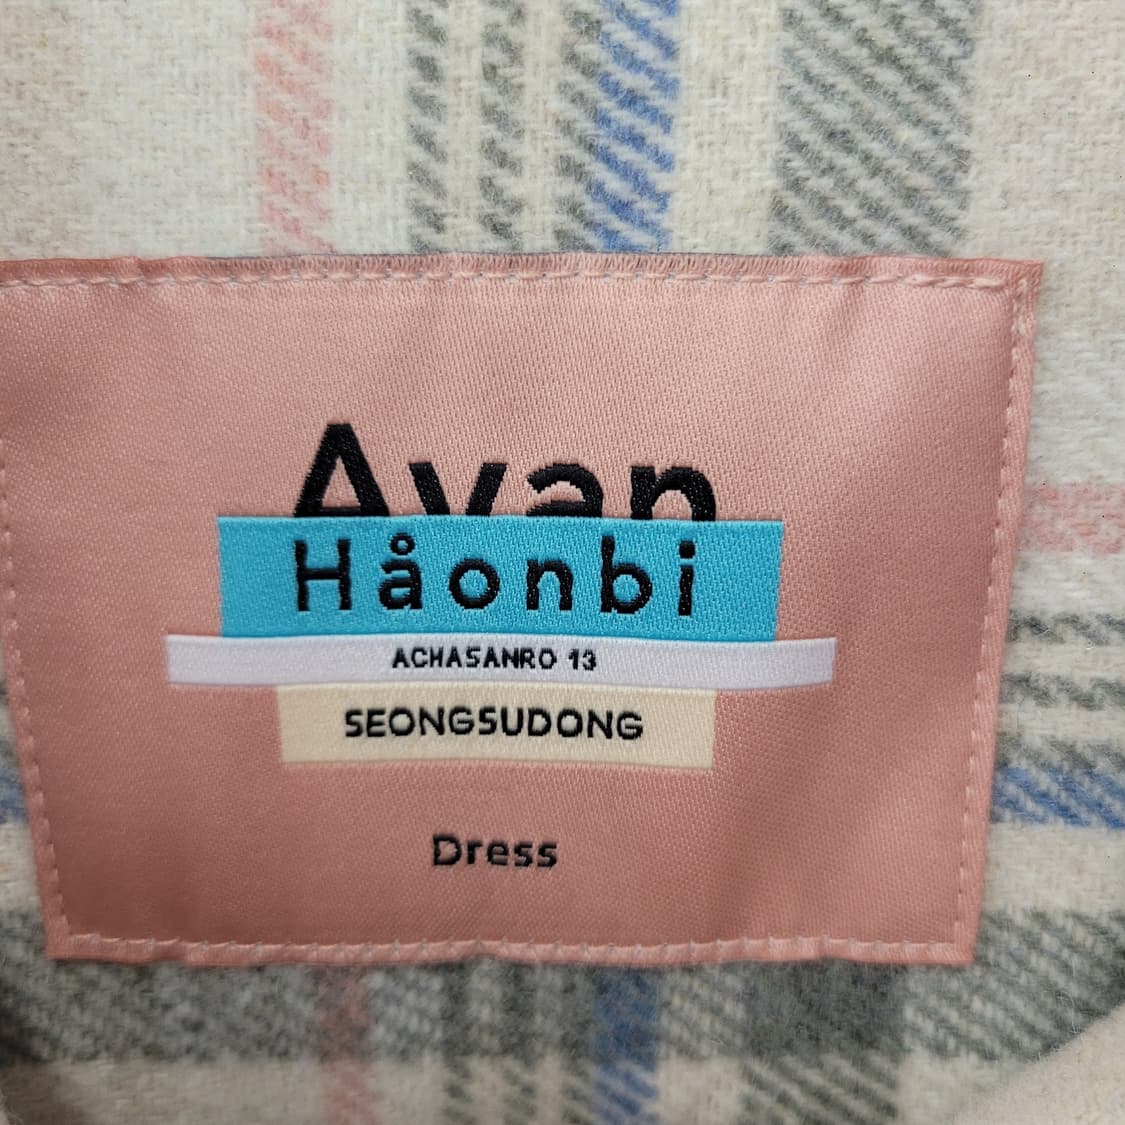 Avan
Håonbi
ACHASANRO 13
SEONGSUDONG
Dress